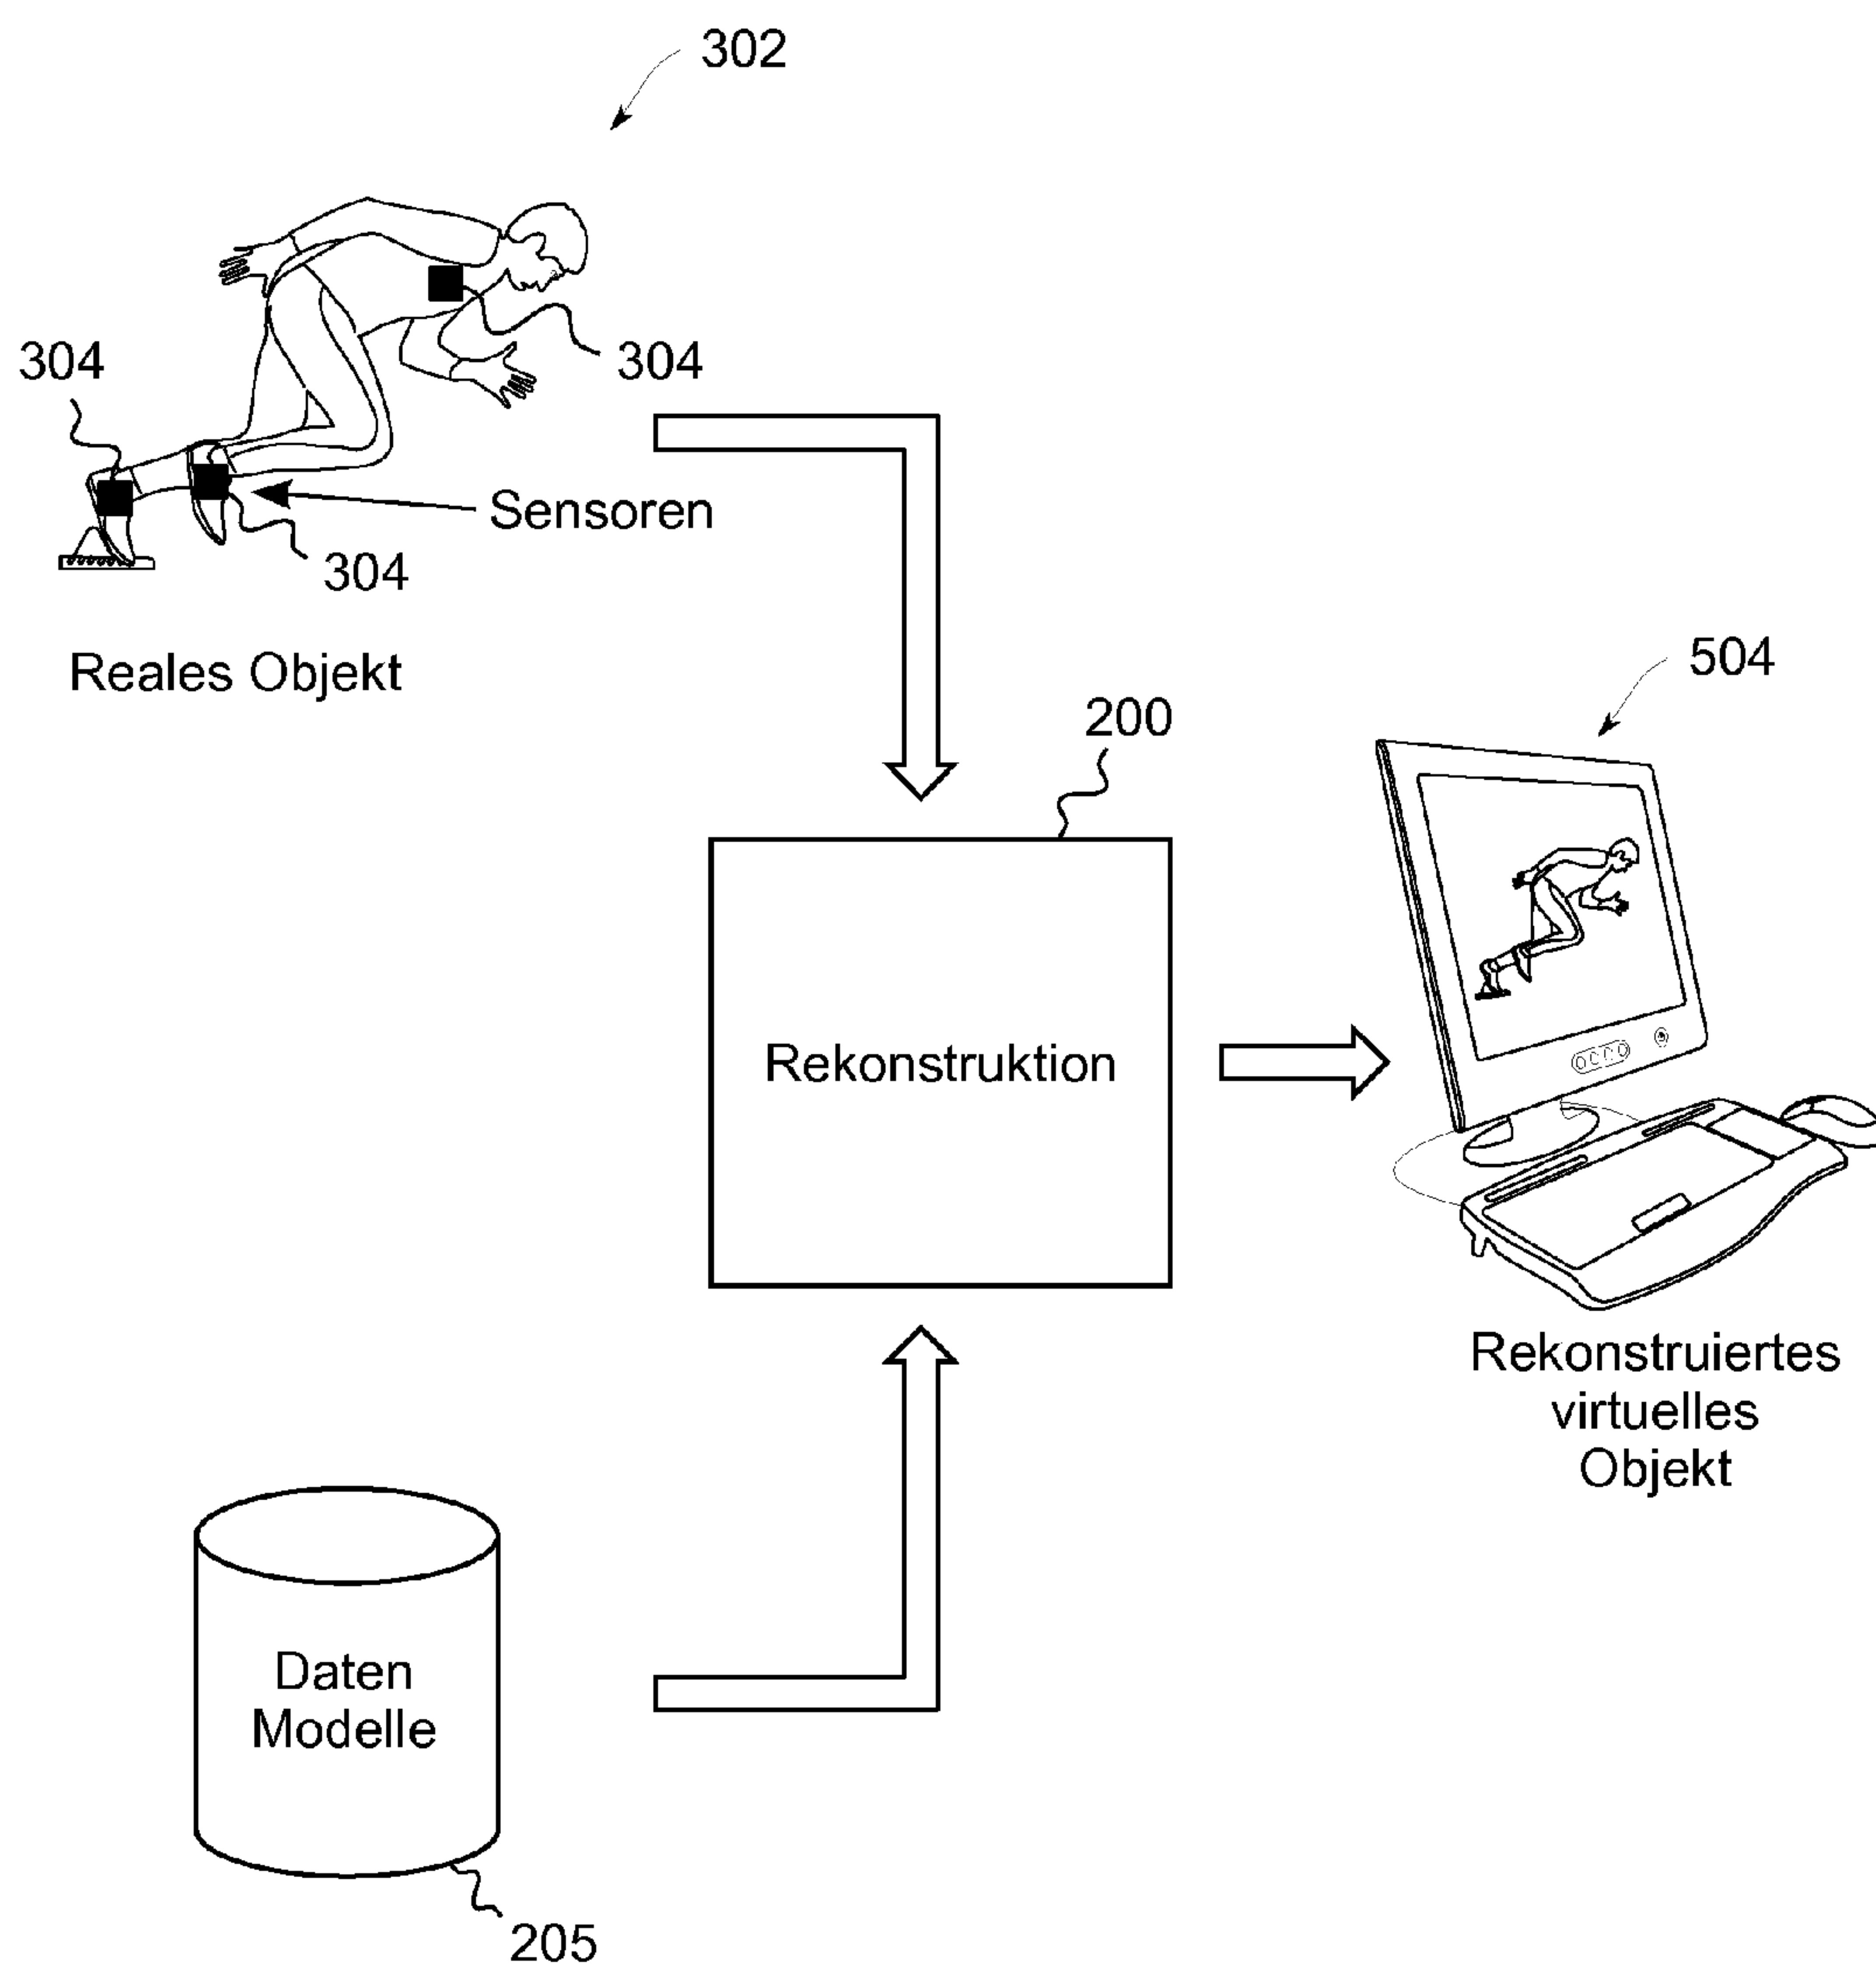 302
304
304
Sensoren
304
Reales Objekt
504
200
Rekonstruktion
Rekonstruiertes
virtuelles
Objekt
Daten
Modelle
205